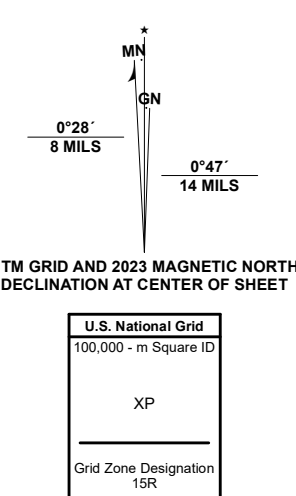 ★
MN
GN
0°28´
8 MILS
0°47´
14 MILS
TM GRID AND 2023 MAGNETIC NORTH
DECLINATION AT CENTER OF SHEET
U.S. National Grid
100,000 - m Square ID
XP
Grid Zone Designation
15R